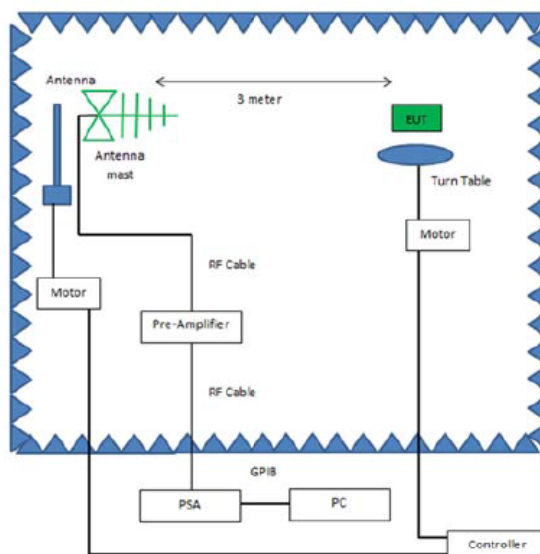 Antenna
3 meter
EUT
Antenna
mast
Turn Table
Motor
RF Cable
Motor
Pre-Amplifier
RF Cable
GPIB
PSA
PC
Controller